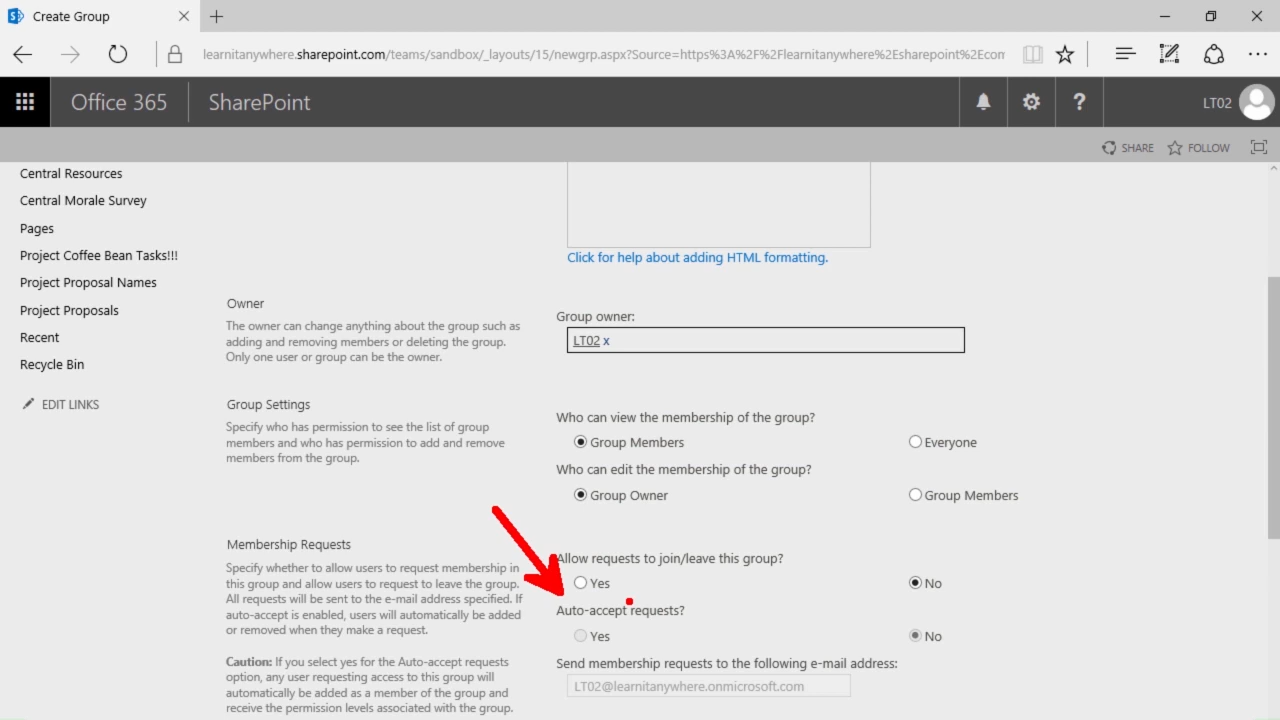 Create Group
learnitanywhere.sharepoint.com/teams/sandbox/_layouts/15/newgrp.aspx?Source=https%3A%2F%2Flearnitanywhere%2Esharepoint%2Ecom
Office 365 SharePoint ? LT02
SHARE FOLLOW
Central Resources
Central Morale Survey
Pages
Project Coffee Bean Tasks!!!
Project Proposal Names
Project Proposals
Recent
Recycle Bin
EDIT LINKS
Click for help about adding HTML formatting.
Owner
The owner can change anything about the group such as
adding and removing members or deleting the group.
Only one user or group can be the owner.
Group owner:
LT02 x
Group Settings
Specify who has permission to see the list of group
members and who has permission to add and remove
members from the group.
Who can view the membership of the group?
Group Members Everyone
Who can edit the membership of the group?
Group Owner Group Members
Membership Requests
Specify whether to allow users to request membership in
this group and allow users to request to leave the group.
All requests will be sent to the e-mail address specified. If
auto-accept is enabled, users will automatically be added
or removed when they make a request.
Caution: If you select yes for the Auto-accept requests
option, any user requesting access to this group will
automatically be added as a member of the group and
receive the permission levels associated with the group.
Allow requests to join/leave this group?
Yes No
Auto-accept requests?
Yes No
Send membership requests to the following e-mail address:
LT02@learnitanywhere.onmicrosoft.com